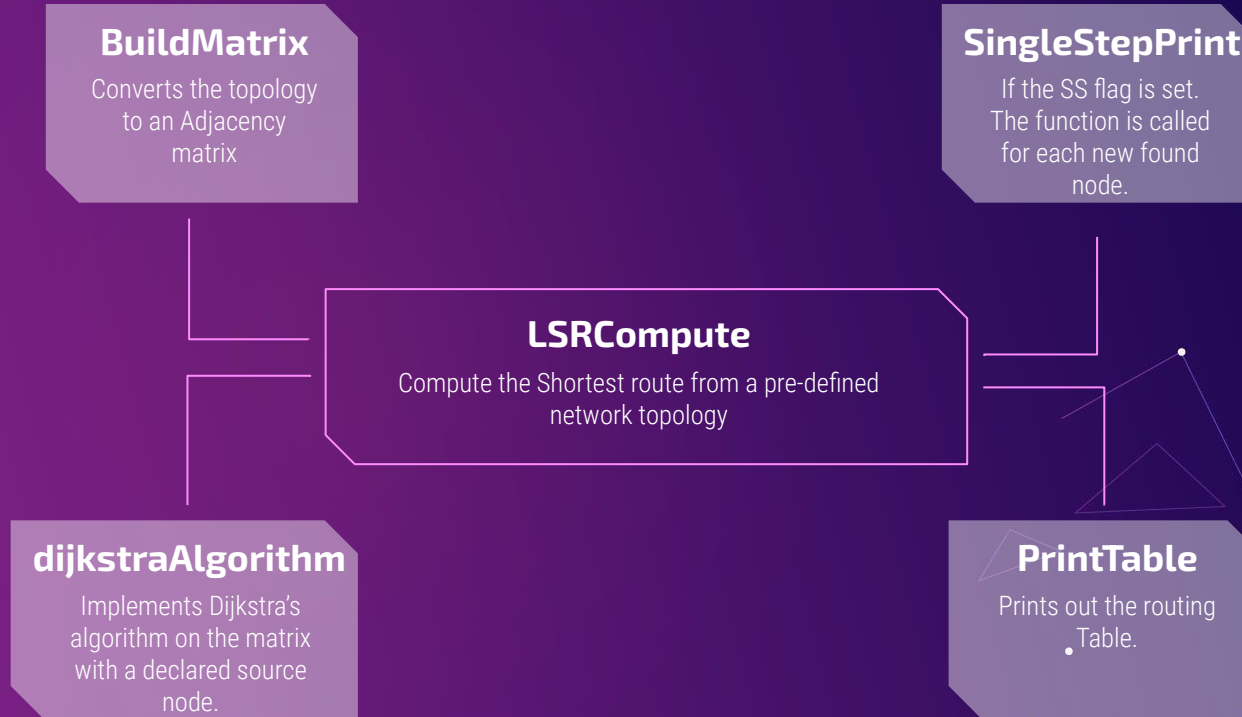 BuildMatrix
Converts the topology
to an Adjacency
matrix
SingleStepPrint
If the SS flag is set.
The function is called
for each new found
node.
LSRCompute
Compute the Shortest route from a pre-defined
network topology
dijkstraAlgorithm
Implements Dijkstra’s
algorithm on the matrix
with a declared source
node.
PrintTable
Prints out the routing
Table.